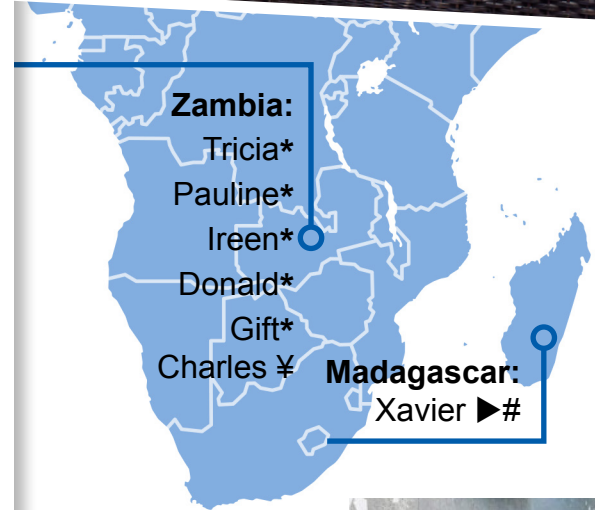 Zambia:
Tricia*
Pauline*
Ireen*
Donald*
Gift*
Charles ¥
Madagascar:
Xavier ▶#